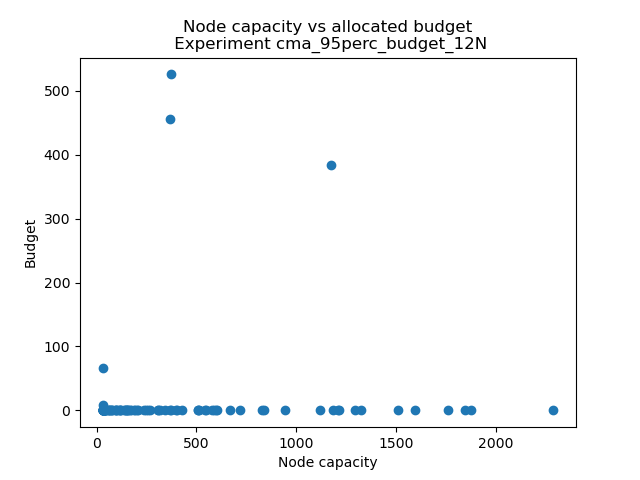 Node capacity vs allocated budget
Experiment cma_95perc_budget_12N
500
400
300
200
100
0
Budget
0 500 1000 1500 2000
Node capacity